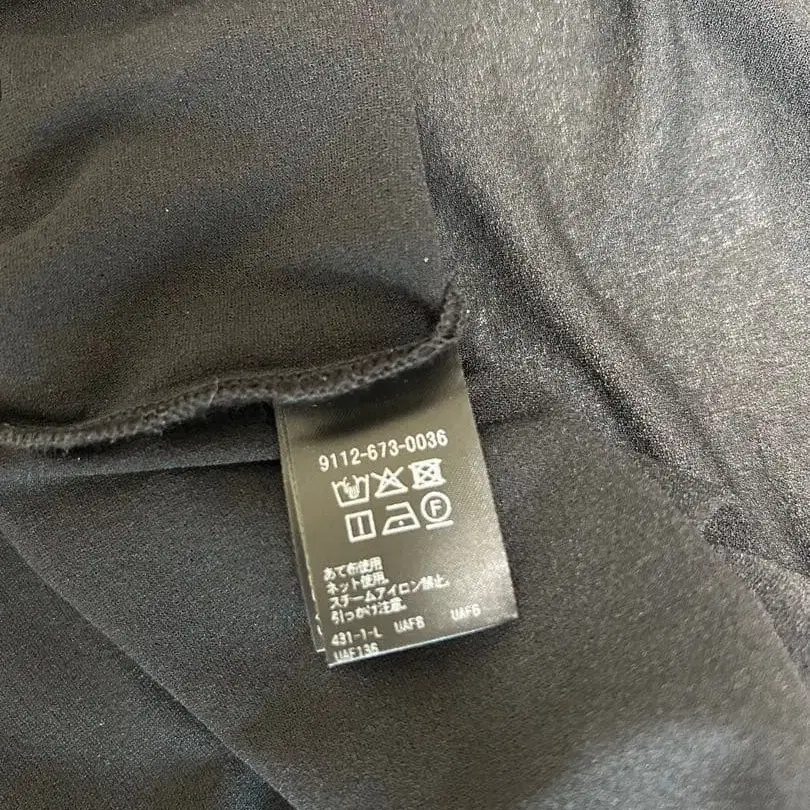 9112-673-0036
F
あて布使用
ネット使用。
スチームアイロン禁止。
引っかけ注意。
431-1-L UAF8 UAF6
UAF136